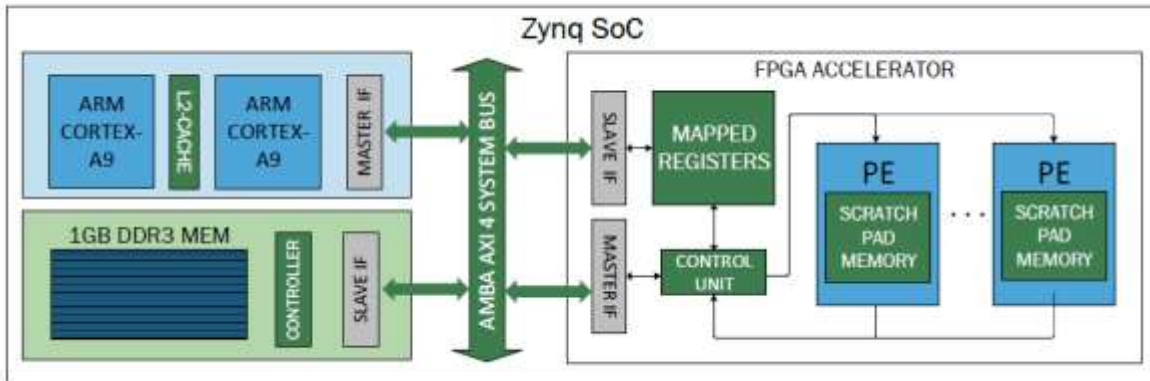 Zynq SoC
ARM
CORTEX-
A9
L2-CACHE
ARM
CORTEX-
A9
MASTER IF
1GB DDR3 MEM
CONTROLLER
SLAVE IF
AMBA AXI 4 SYSTEM BUS
FPGA ACCELERATOR
SLAVE IF
MAPPED
REGISTERS
MASTER IF
CONTROL
UNIT
PE
SCRATCH
PAD
MEMORY
. . .
PE
SCRATCH
PAD
MEMORY